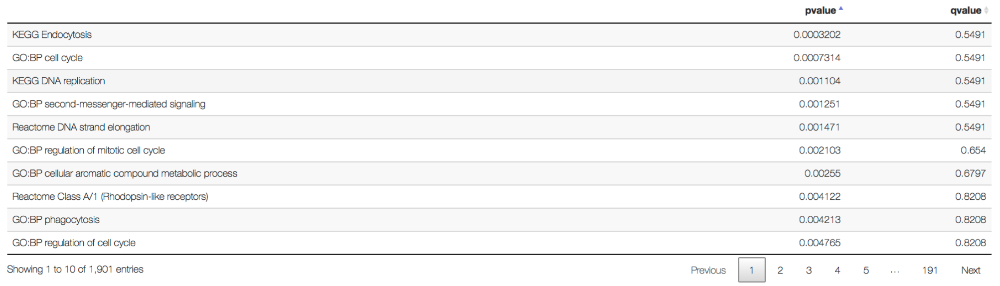 pvalue qvalue
KEGG Endocytosis 0.0003202 0.5491
GO:BP cell cycle 0.0007314 0.5491
KEGG DNA replication 0.001104 0.5491
GO:BP second-messenger-mediated signaling 0.001251 0.5491
Reactome DNA strand elongation 0.001471 0.5491
GO:BP regulation of mitotic cell cycle 0.002103 0.654
GO:BP cellular aromatic compound metabolic process 0.00255 0.6797
Reactome Class A/1 (Rhodopsin-like receptors) 0.004122 0.8208
GO:BP phagocytosis 0.004213 0.8208
GO:BP regulation of cell cycle 0.004765 0.8208
Showing 1 to 10 of 1,901 entries Previous 1 2 3 4 5 ... 191 Next